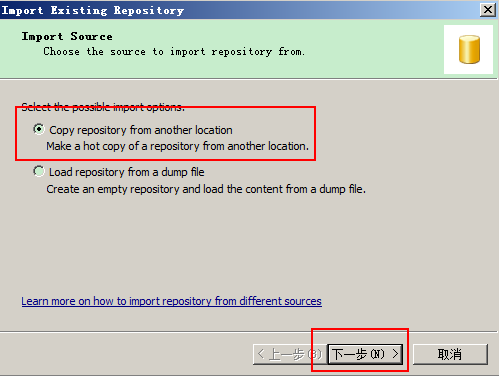 Import Existing Repository
Import Source
Choose the source to import repository from.
Select the possible import options.
Copy repository from another location
Make a hot copy of a repository from another location.
Load repository from a dump file
Create an empty repository and load the content from a dump file.
Learn more on how to import repository from different sources
< 上一步(B) 下一步(N) > 取消